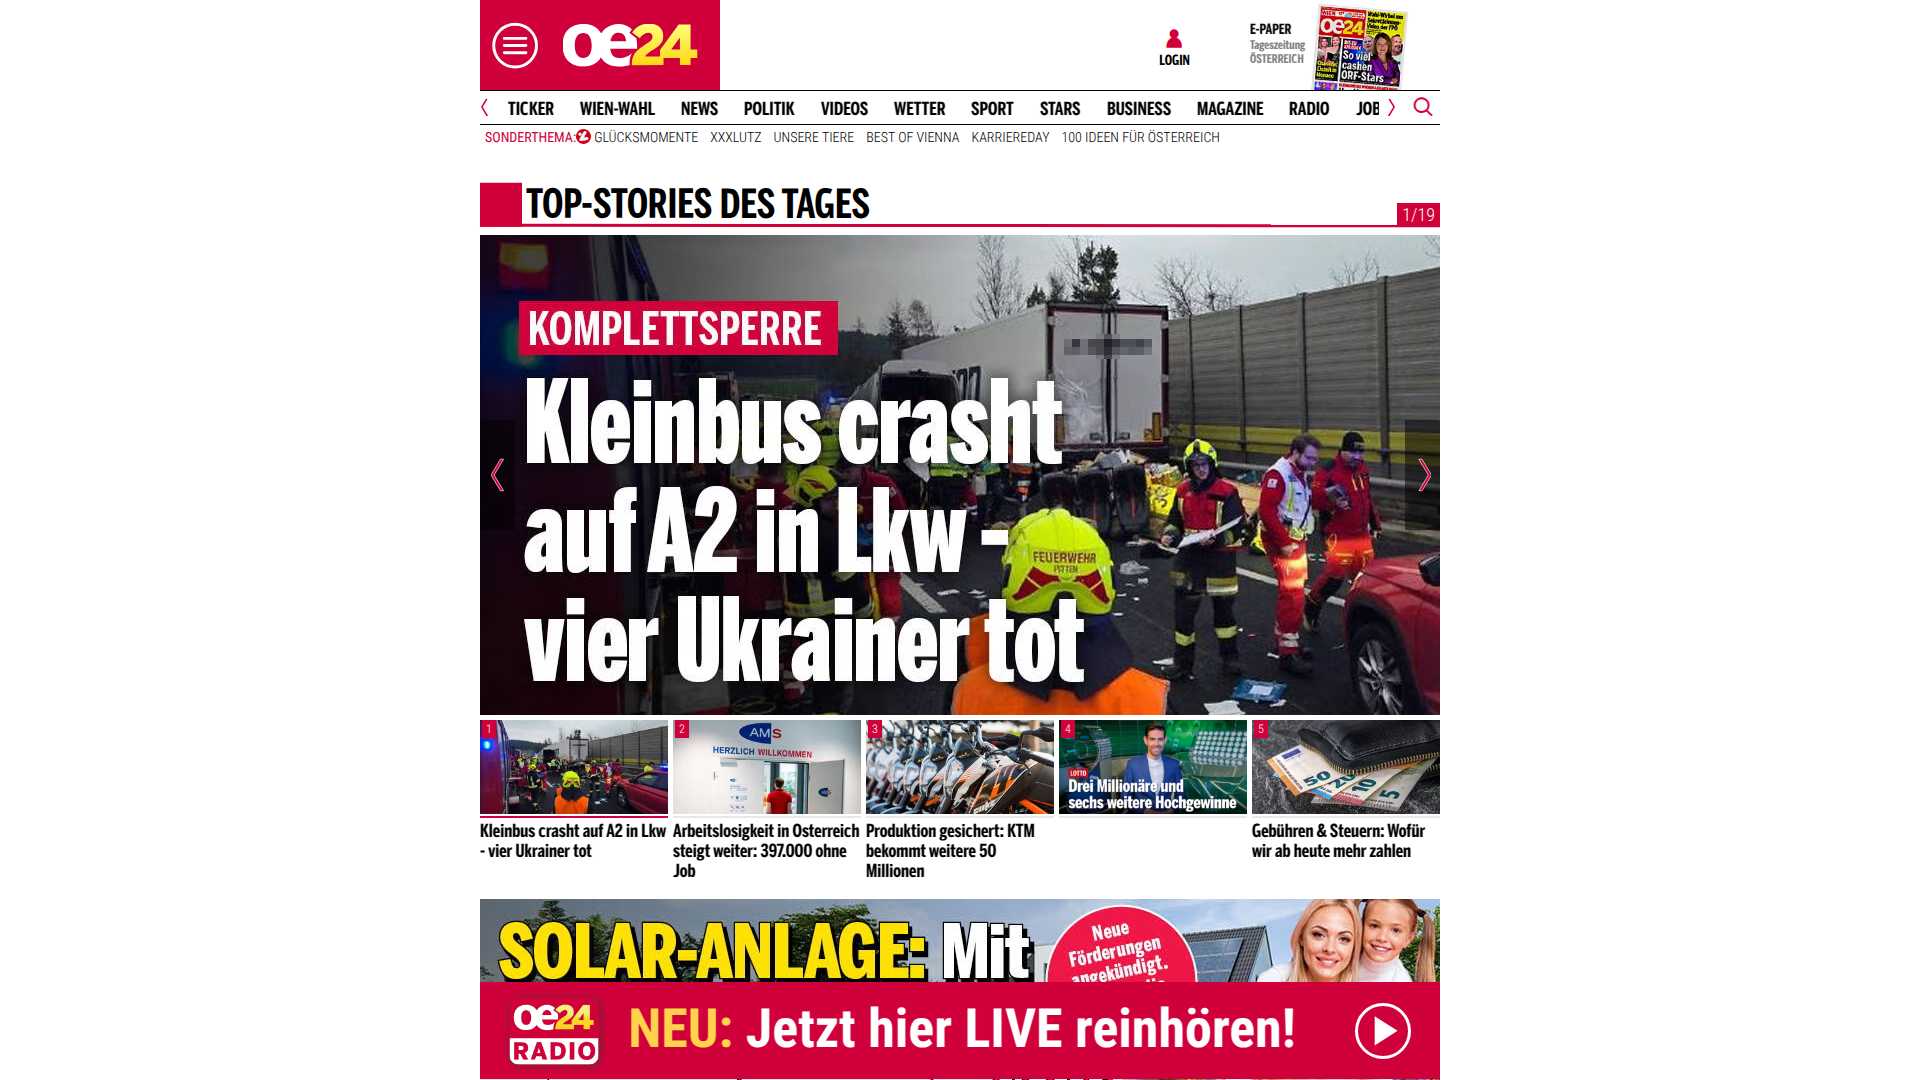 oe24
LOGIN
E-PAPER
Tageszeitung
ÖSTERREICH
oe24
So viel
cashen
ORF-Stars
TICKER WIEN-WAHL NEWS POLITIK VIDEOS WETTER SPORT STARS BUSINESS MAGAZINE RADIO JOB
SONDERTHEMA: GLÜCKSMOMENTE XXXLUTZ UNSERE TIERE BEST OF VIENNA KARRIEREDAY 100 IDEEN FÜR ÖSTERREICH
TOP-STORIES DES TAGES
1/19
KOMPLETTSPERRE
Kleinbus crasht
auf A2 in Lkw -
vier Ukrainer tot
FEUERWEHR
PITTEN
1
2
AMS
HERZLICH WILLKOMMEN
3
4
LOTTO
Drei Millionäre und
sechs weitere Hochgewinne
5
50
10
5
Kleinbus crasht auf A2 in Lkw
- vier Ukrainer tot
Arbeitslosigkeit in Österreich
steigt weiter: 397.000 ohne
Job
Produktion gesichert: KTM
bekommt weitere 50
Millionen
Gebühren & Steuern: Wofür
wir ab heute mehr zahlen
SOLAR-ANLAGE: Mit
Neue
Förderungen
angekündigt.
oe24
RADIO
NEU: Jetzt hier LIVE reinhören!